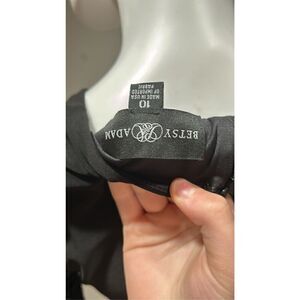 BETSY ADAM
10
MADE IN USA
OF IMPORTED
FABRIC